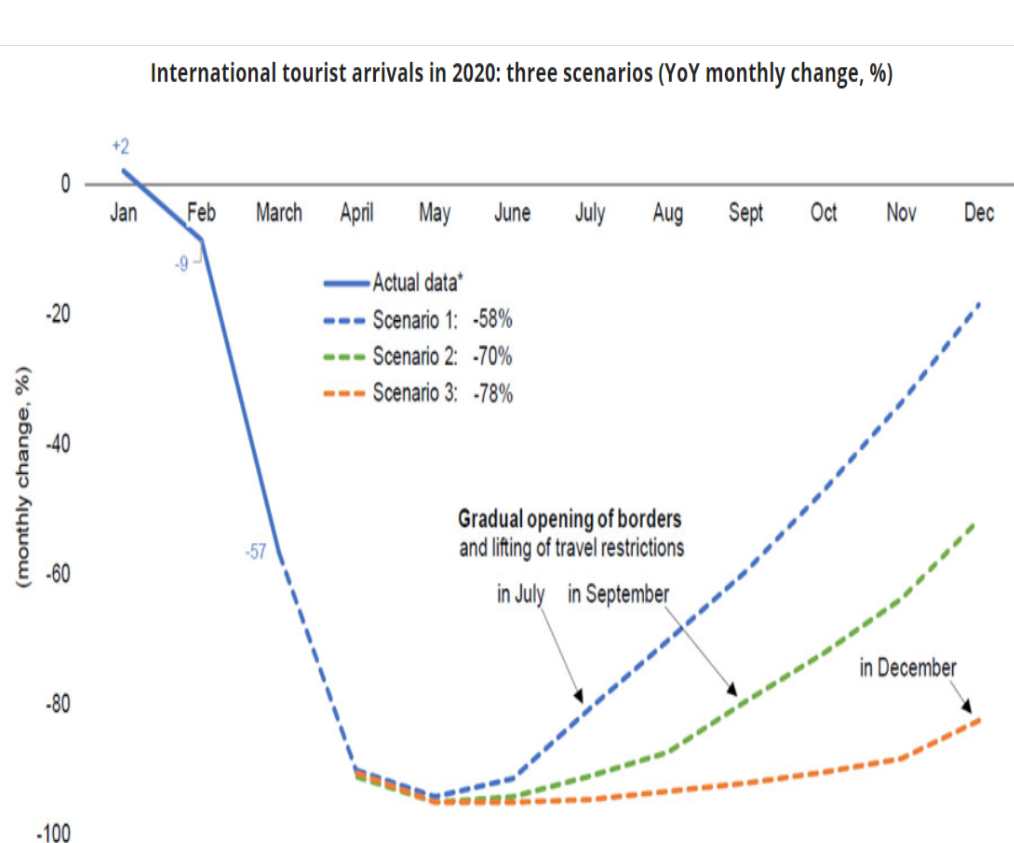 International tourist arrivals in 2020: three scenarios (YoY monthly change, %)
+2
0
Jan Feb March April May June July Aug Sept Oct Nov Dec
-9
Actual data*
-20
Scenario 1: -58%
Scenario 2: -70%
Scenario 3: -78%
(monthly change, %)
-40
Gradual opening of borders
and lifting of travel restrictions
-57
-60
in July in September
in December
-80
-100